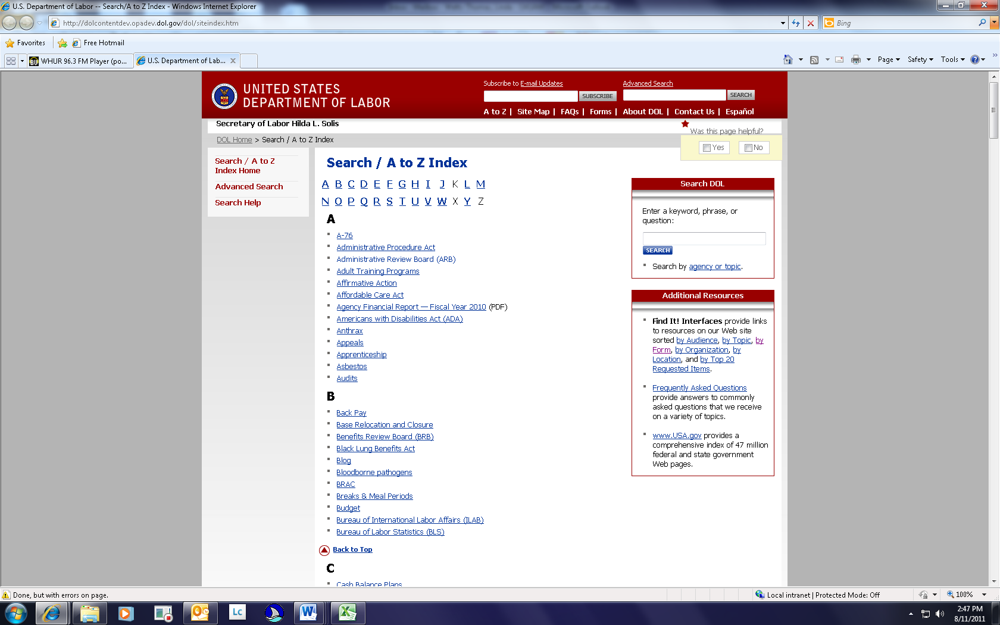 U.S. Department of Labor -- Search/A to Z Index - Windows Internet Explorer
http://dolcontentdev.opadev.dol.gov/dol/siteindex.htm
Bing
Favorites
Free Hotmail
WHUR 96.3 FM Player (po...
U.S. Department of Lab...
Page
Safety
Tools
UNITED STATES
DEPARTMENT OF LABOR
Subscribe to E-mail Updates
SUBSCRIBE
Advanced Search
SEARCH
A to Z | Site Map | FAQs | Forms | About DOL | Contact Us | Español
Secretary of Labor Hilda L. Solis
Was this page helpful?
Yes
No
DOL Home > Search / A to Z Index
Search / A to Z
Index Home
Advanced Search
Search Help
Search / A to Z Index
A B C D E F G H I J K L M
N O P Q R S T U V W X Y Z
A
A-76
Administrative Procedure Act
Administrative Review Board (ARB)
Adult Training Programs
Affirmative Action
Affordable Care Act
Agency Financial Report — Fiscal Year 2010 (PDF)
Americans with Disabilities Act (ADA)
Anthrax
Appeals
Apprenticeship
Asbestos
Audits
B
Back Pay
Base Relocation and Closure
Benefits Review Board (BRB)
Black Lung Benefits Act
Blog
Bloodborne pathogens
BRAC
Breaks & Meal Periods
Budget
Bureau of International Labor Affairs (ILAB)
Bureau of Labor Statistics (BLS)
Back to Top
C
Cash Balance Plans
Search DOL
Enter a keyword, phrase, or
question:
SEARCH
Search by agency or topic.
Additional Resources
Find It! Interfaces provide links
to resources on our Web site
sorted by Audience, by Topic, by
Form, by Organization, by
Location, and by Top 20
Requested Items.
Frequently Asked Questions
provide answers to commonly
asked questions that we receive
on a variety of topics.
www.USA.gov provides a
comprehensive index of 47 million
federal and state government
Web pages.
Done, but with errors on page.
Local intranet | Protected Mode: Off
100%
Lc
2:47 PM
8/11/2011